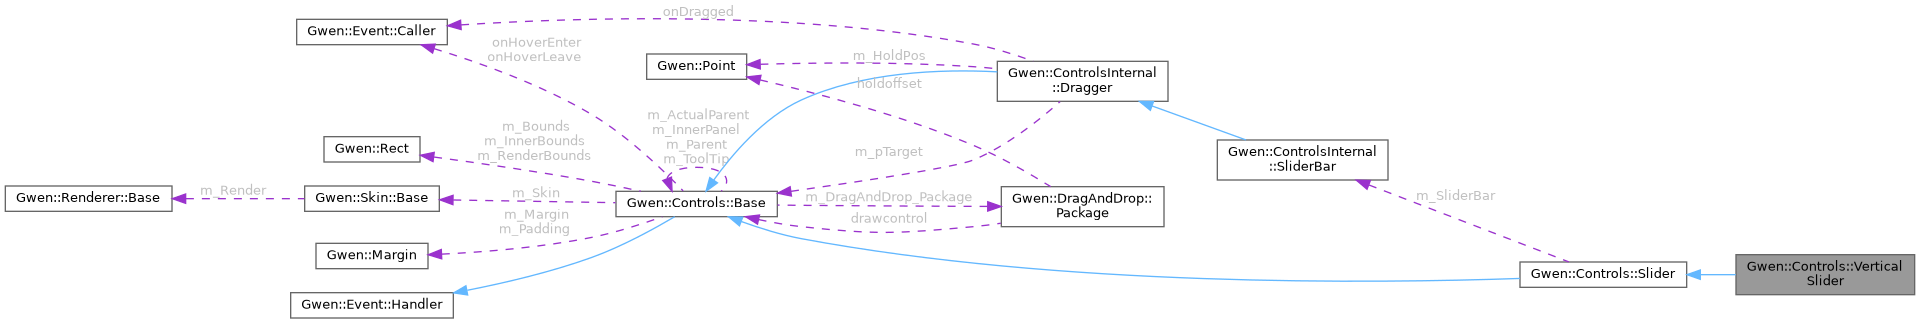 onDragged
Gwen::Event::Caller
onHoverEnter
onHoverLeave
Gwen::Point
m_HoldPos
Gwen::ControlsInternal
::Dragger
holdoffset
m_ActualParent
m_InnerPanel
m_Parent
m_ToolTip
m_Bounds
m_InnerBounds
m_RenderBounds
Gwen::Rect
m_pTarget
Gwen::ControlsInternal
::SliderBar
Gwen::Renderer::Base
m_Render
Gwen::Skin::Base
m_Skin
Gwen::Controls::Base
m_DragAndDrop_Package
Gwen::DragAndDrop::
Package
m_SliderBar
m_Margin
m_Padding
drawcontrol
Gwen::Margin
Gwen::Controls::Slider
Gwen::Controls::Vertical
Slider
Gwen::Event::Handler